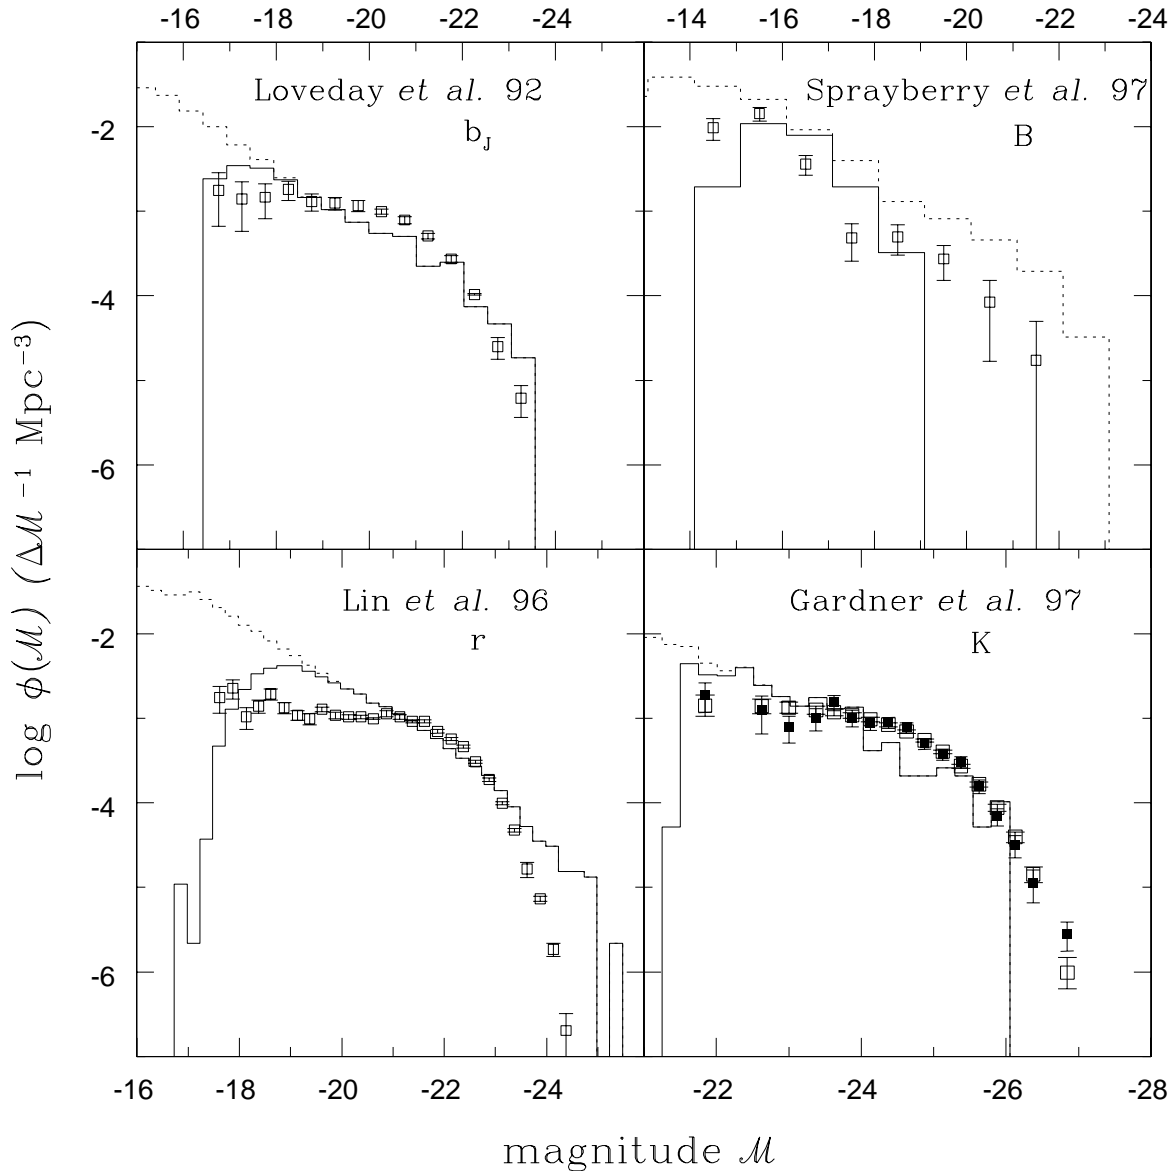 -16 -18 -20 -22 -24 -14 -16 -18 -20 -22 -24
Loveday et al. 92
b_J
Sprayberry et al. 97
B
-2
-4
-6
Lin et al. 96
r
Gardner et al. 97
K
-2
-4
-6
-16 -18 -20 -22 -24 -22 -24 -26 -28
log ϕ(ℳ) (Δℳ⁻¹ Mpc⁻³)
magnitude ℳ